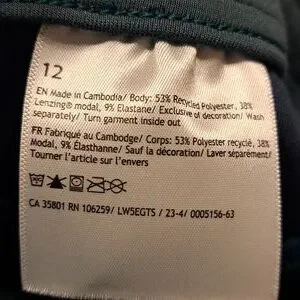 12
EN Made in Cambodia/ Body: 53% Recycled Polyester, 38%
Lenzing® modal, 9% Elastane/ Exclusive of decoration/ Wash
separately/ Turn garment inside out
FR Fabriqué au Cambodge/ Corps: 53% Polyester recyclé, 38%
Modal, 9% Élasthanne/ Sauf la décoration/ Laver séparément/
Tourner l'article sur l'envers
CA 35801 RN 106259/ LW5EGTS / 23-4/ 0005156-63